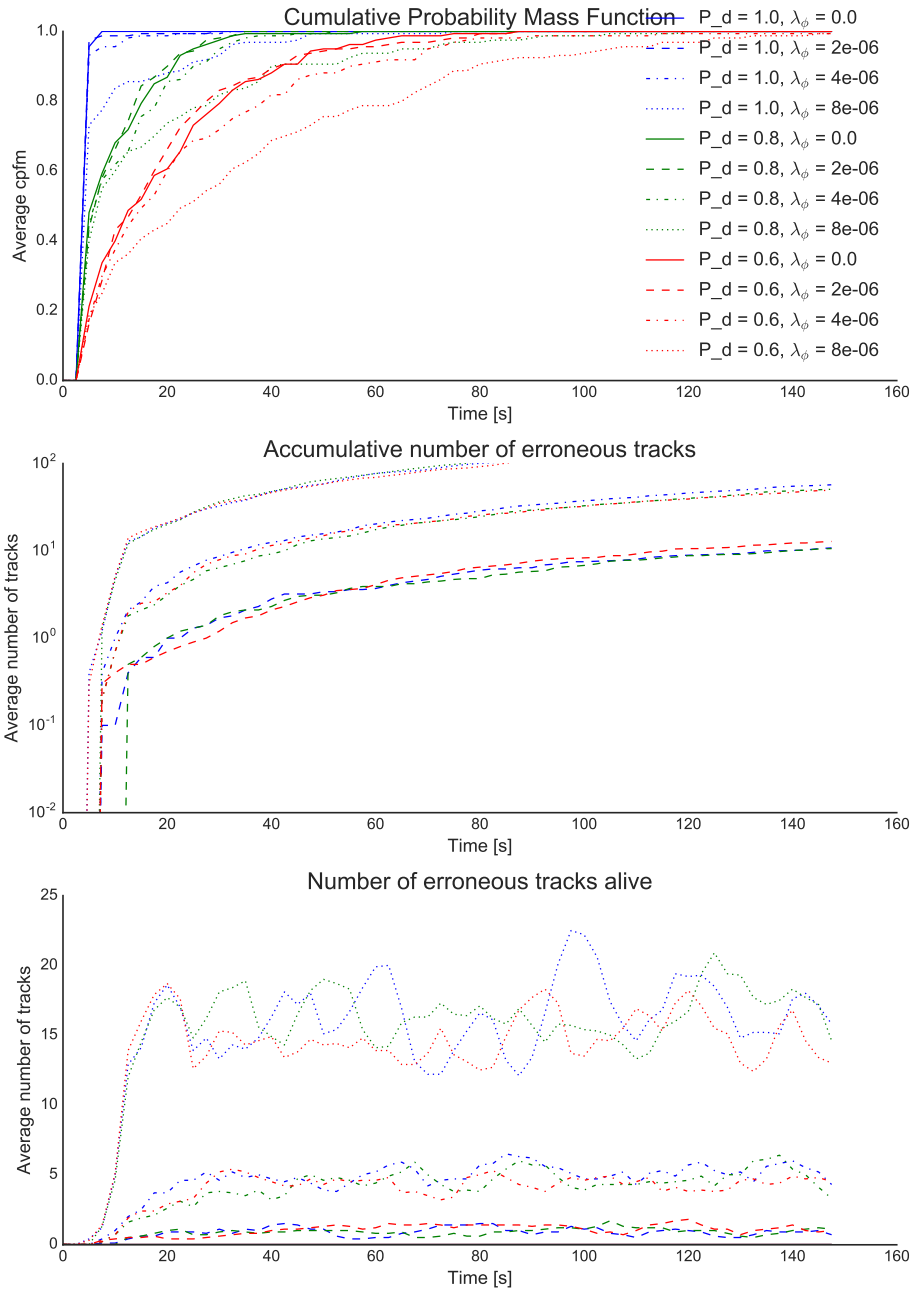 Cumulative Probability Mass Function
P_d = 1.0, λ_ϕ = 0.0
P_d = 1.0, λ_ϕ = 2e-06
P_d = 1.0, λ_ϕ = 4e-06
P_d = 1.0, λ_ϕ = 8e-06
P_d = 0.8, λ_ϕ = 0.0
P_d = 0.8, λ_ϕ = 2e-06
P_d = 0.8, λ_ϕ = 4e-06
P_d = 0.8, λ_ϕ = 8e-06
P_d = 0.6, λ_ϕ = 0.0
P_d = 0.6, λ_ϕ = 2e-06
P_d = 0.6, λ_ϕ = 4e-06
P_d = 0.6, λ_ϕ = 8e-06
Average cpfm
1.0
0.8
0.6
0.4
0.2
0.0
0 20 40 60 80 100 120 140 160
Time [s]
Accumulative number of erroneous tracks
Average number of tracks
10^2
10^1
10^0
10^-1
10^-2
0 20 40 60 80 100 120 140 160
Time [s]
Number of erroneous tracks alive
Average number of tracks
25
20
15
10
5
0
0 20 40 60 80 100 120 140 160
Time [s]